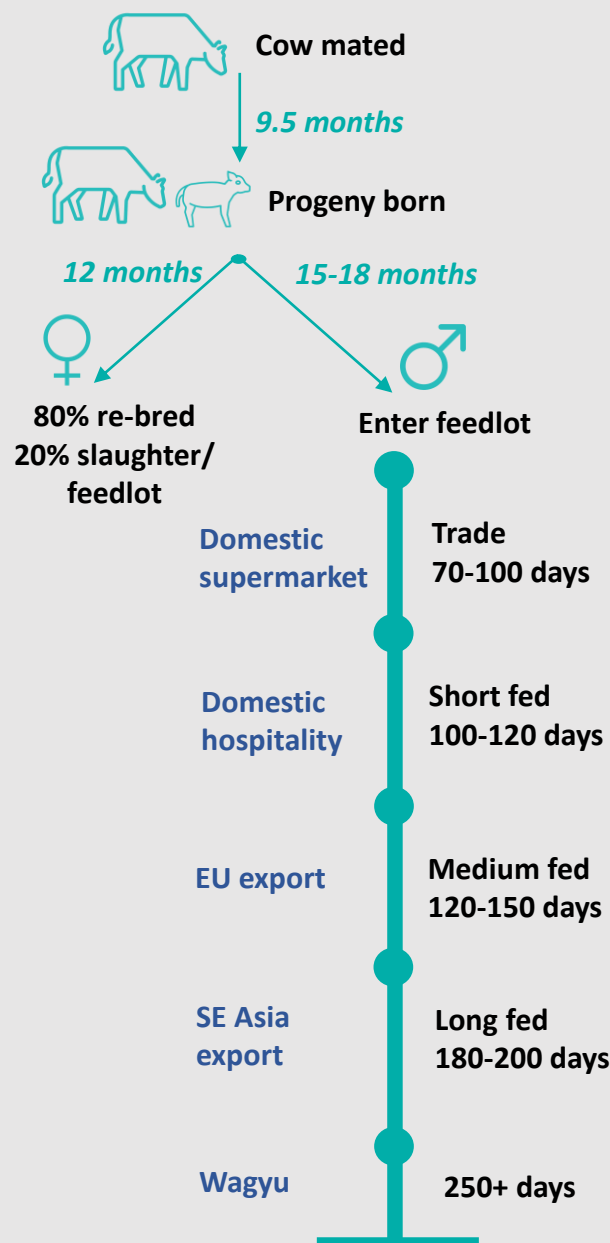 Cow mated
9.5 months
Progeny born
12 months
15-18 months
80% re-bred
20% slaughter/
feedlot
Enter feedlot
Domestic
supermarket
Trade
70-100 days
Domestic
hospitality
Short fed
100-120 days
EU export
Medium fed
120-150 days
SE Asia
export
Long fed
180-200 days
Wagyu
250+ days